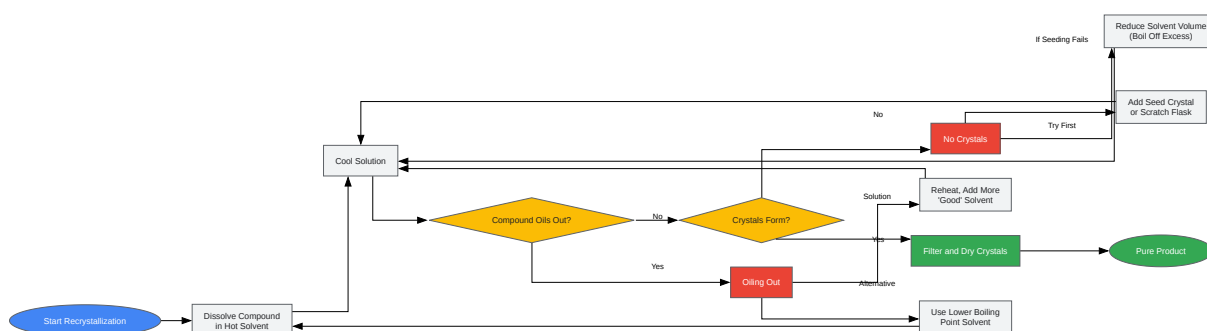 Reduce Solvent Volume
(Boil Off Excess)
If Seeding Fails
Add Seed Crystal
or Scratch Flask
No
Try First
No Crystals
Cool Solution
Reheat, Add More
'Good' Solvent
Solution
Compound Oils Out?
No
Crystals Form?
Yes
Filter and Dry Crystals
Pure Product
Yes
Oiling Out
Alternative
Use Lower Boiling
Point Solvent
Start Recrystallization
Dissolve Compound
in Hot Solvent